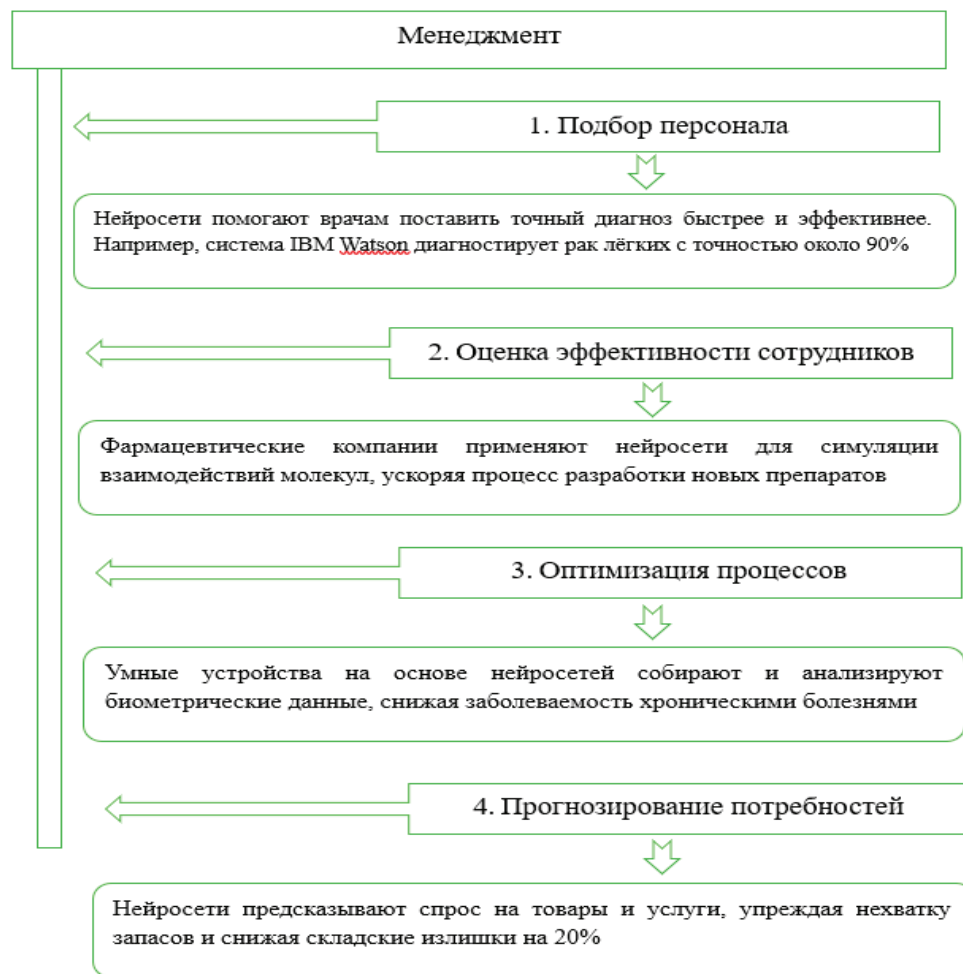 Менеджмент
1. Подбор персонала
Нейросети помогают врачам поставить точный диагноз быстрее и эффективнее.
Например, система IBM Watson диагностирует рак лёгких с точностью около 90%
2. Оценка эффективности сотрудников
Фармацевтические компании применяют нейросети для симуляции
взаимодействий молекул, ускоряя процесс разработки новых препаратов
3. Оптимизация процессов
Умные устройства на основе нейросетей собирают и анализируют
биометрические данные, снижая заболеваемость хроническими болезнями
4. Прогнозирование потребностей
Нейросети предсказывают спрос на товары и услуги, упреждая нехватку
запасов и снижая складские излишки на 20%